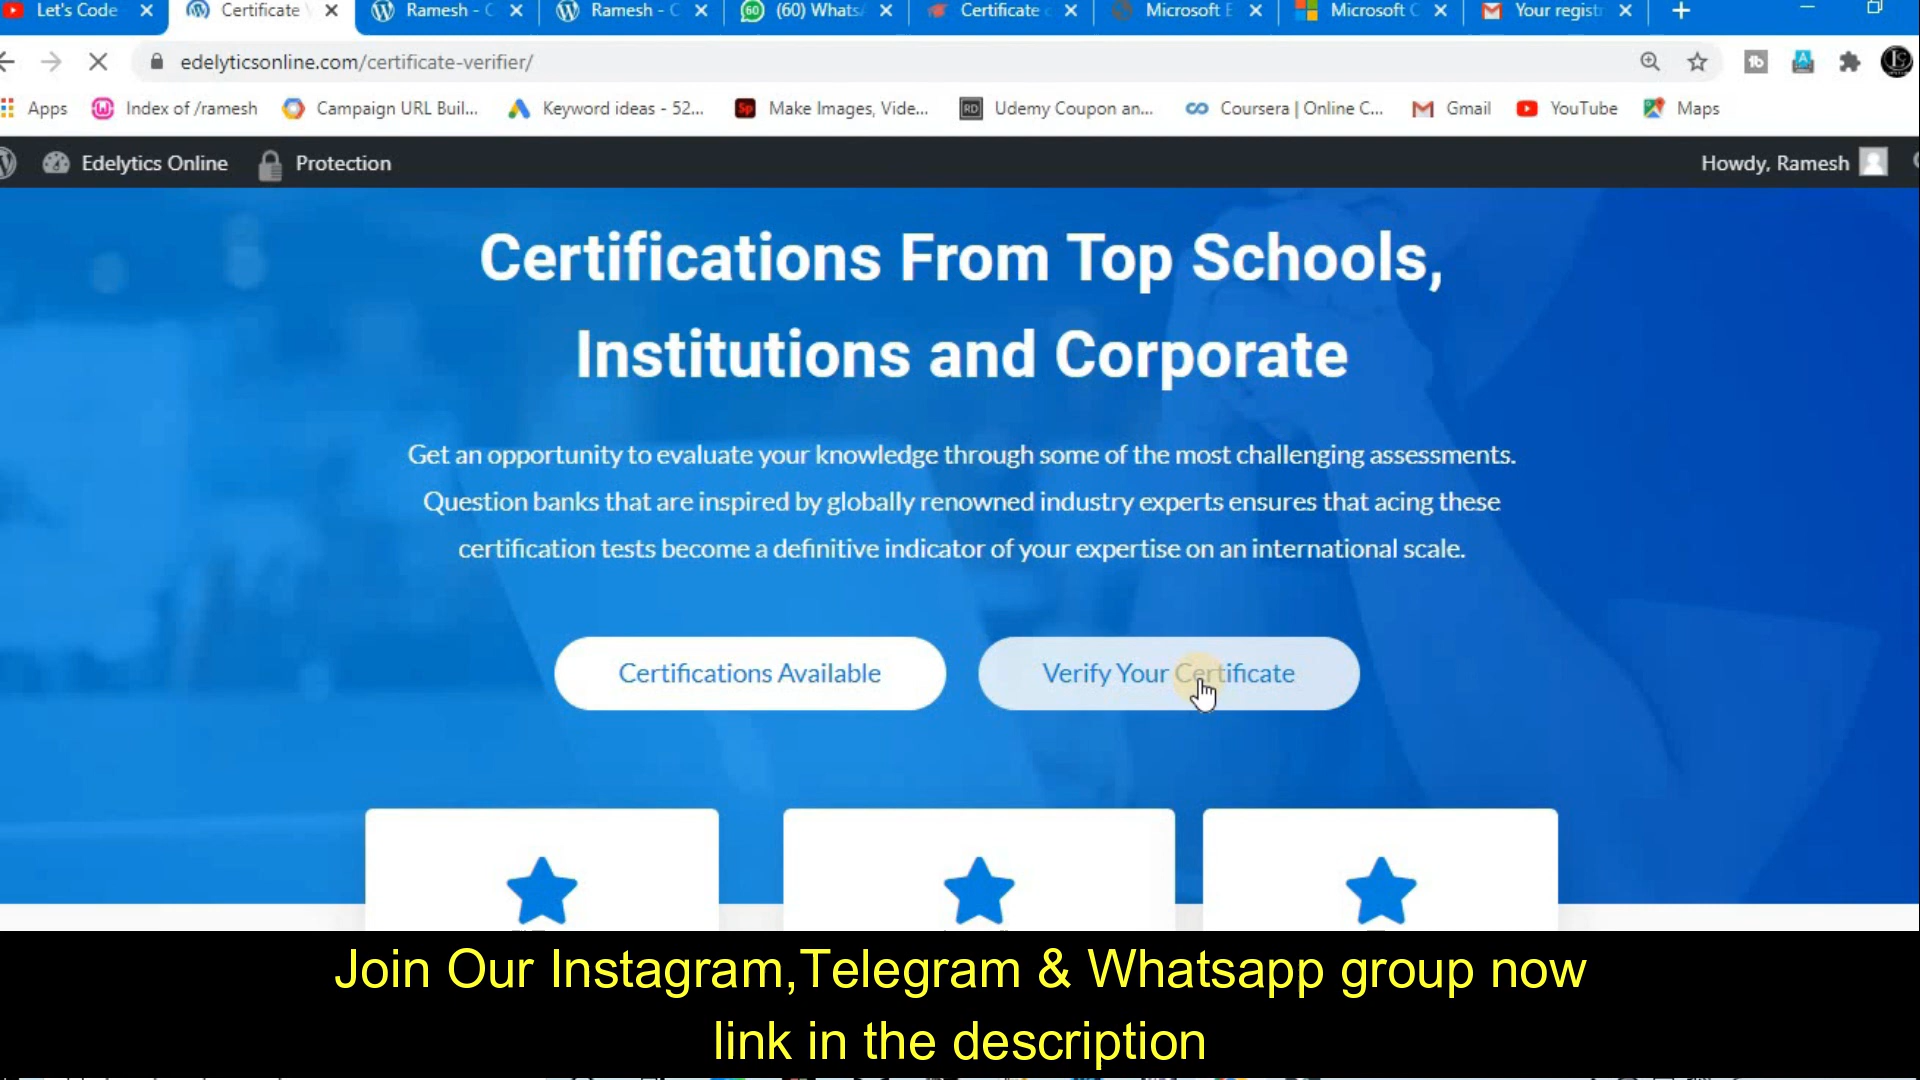 Let's Code
Certificate
Ramesh - C
Ramesh - C
(60) Whats
Certificate
Microsoft E
Microsoft C
Your regist
edelyticsonline.com/certificate-verifier/
Apps
Index of /ramesh
Campaign URL Buil...
Keyword ideas - 52...
Make Images, Vide...
RD
Udemy Coupon an...
Coursera | Online C...
Gmail
YouTube
Maps
Edelytics Online
Protection
Howdy, Ramesh
Certifications From Top Schools,
Institutions and Corporate
Get an opportunity to evaluate your knowledge through some of the most challenging assessments.
Question banks that are inspired by globally renowned industry experts ensures that acing these
certification tests become a definitive indicator of your expertise on an international scale.
Certifications Available
Verify Your Certificate
Join Our Instagram,Telegram & Whatsapp group now
link in the description